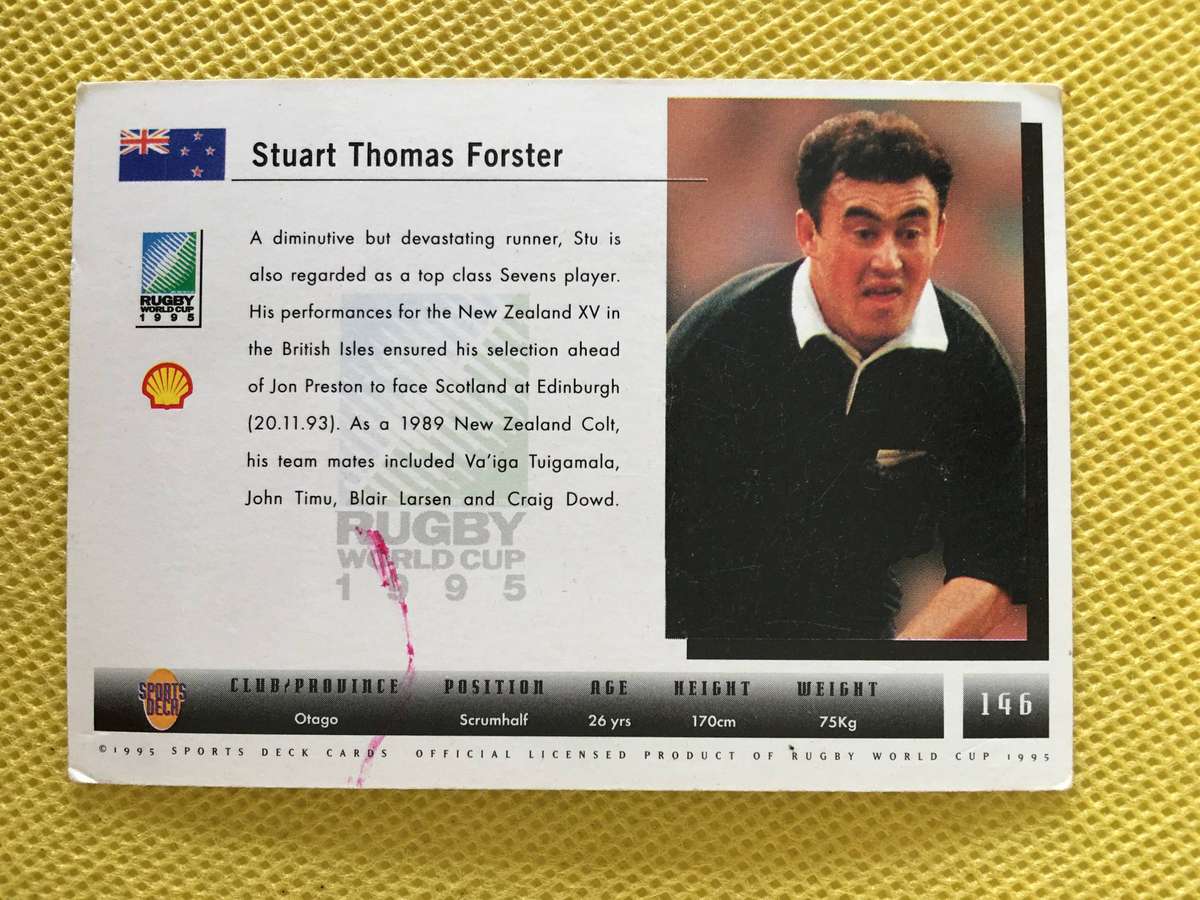 Stuart Thomas Forster
A diminutive but devastating runner, Stu is
also regarded as a top class Sevens player.
His performances for the New Zealand XV in
the British Isles ensured his selection ahead
of Jon Preston to face Scotland at Edinburgh
(20.11.93). As a 1989 New Zealand Colt,
his team mates included Va'iga Tuigamala,
John Timu, Blair Larsen and Craig Dowd.
RUGBY
WORLD CUP
1995
RUGBY
WORLD CUP
1995
SPORTS
DECK
CLUB/PROVINCE POSITION AGE HEIGHT WEIGHT
Otago Scrumhalf 26 yrs 170cm 75Kg
146
©1995 SPORTS DECK CARDS OFFICIAL LICENSED PRODUCT OF RUGBY WORLD CUP 1995